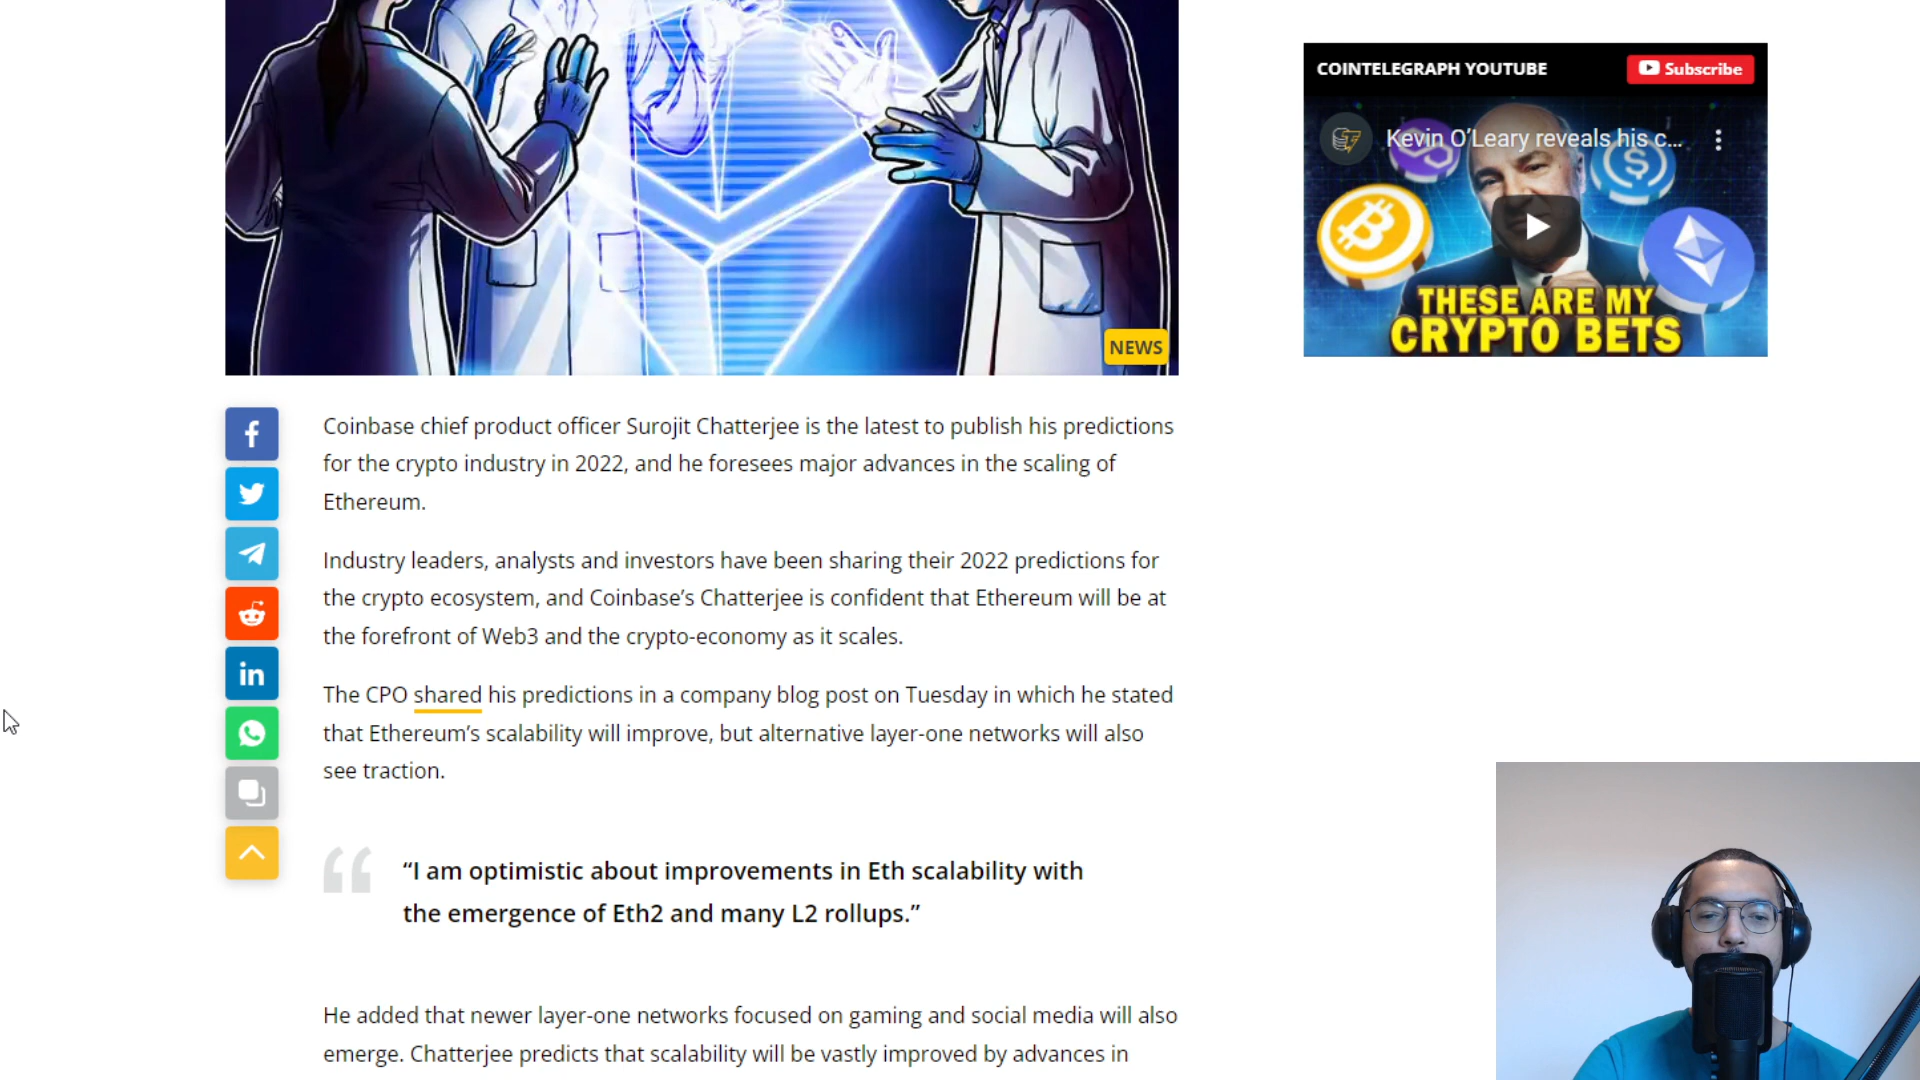 COINTELEGRAPH YOUTUBE
Subscribe
Kevin O'Leary reveals his c...
THESE ARE MY
CRYPTO BETS
NEWS
Coinbase chief product officer Surojit Chatterjee is the latest to publish his predictions
for the crypto industry in 2022, and he foresees major advances in the scaling of
Ethereum.
Industry leaders, analysts and investors have been sharing their 2022 predictions for
the crypto ecosystem, and Coinbase’s Chatterjee is confident that Ethereum will be at
the forefront of Web3 and the crypto-economy as it scales.
The CPO shared his predictions in a company blog post on Tuesday in which he stated
that Ethereum’s scalability will improve, but alternative layer-one networks will also
see traction.
“I am optimistic about improvements in Eth scalability with
the emergence of Eth2 and many L2 rollups.”
He added that newer layer-one networks focused on gaming and social media will also
emerge. Chatterjee predicts that scalability will be vastly improved by advances in